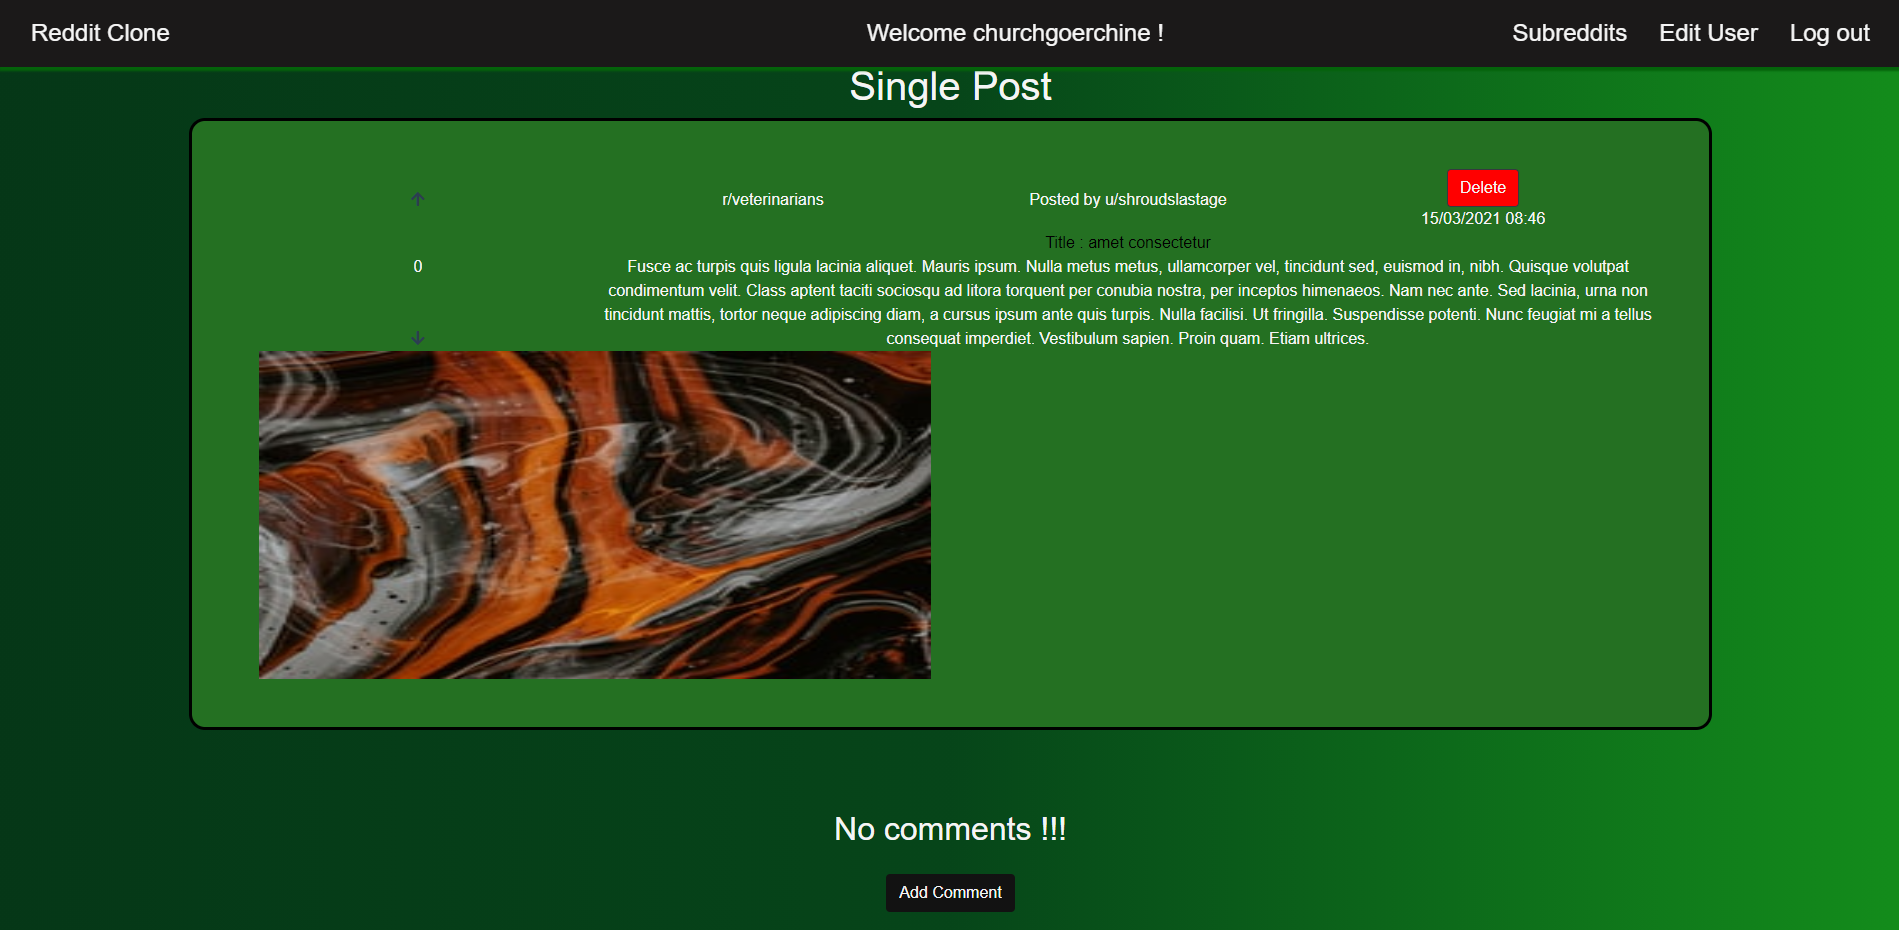 Reddit Clone
Welcome churchgoerchine !
Subreddits
Edit User
Log out
Single Post
r/veterinarians
Posted by u/shroudslastage
Delete
15/03/2021 08:46
Title : amet consectetur
0
Fusce ac turpis quis ligula lacinia aliquet. Mauris ipsum. Nulla metus metus, ullamcorper vel, tincidunt sed, euismod in, nibh. Quisque volutpat
condimentum velit. Class aptent taciti sociosqu ad litora torquent per conubia nostra, per inceptos himenaeos. Nam nec ante. Sed lacinia, urna non
tincidunt mattis, tortor neque adipiscing diam, a cursus ipsum ante quis turpis. Nulla facilisi. Ut fringilla. Suspendisse potenti. Nunc feugiat mi a tellus
consequat imperdiet. Vestibulum sapien. Proin quam. Etiam ultrices.
No comments !!!
Add Comment